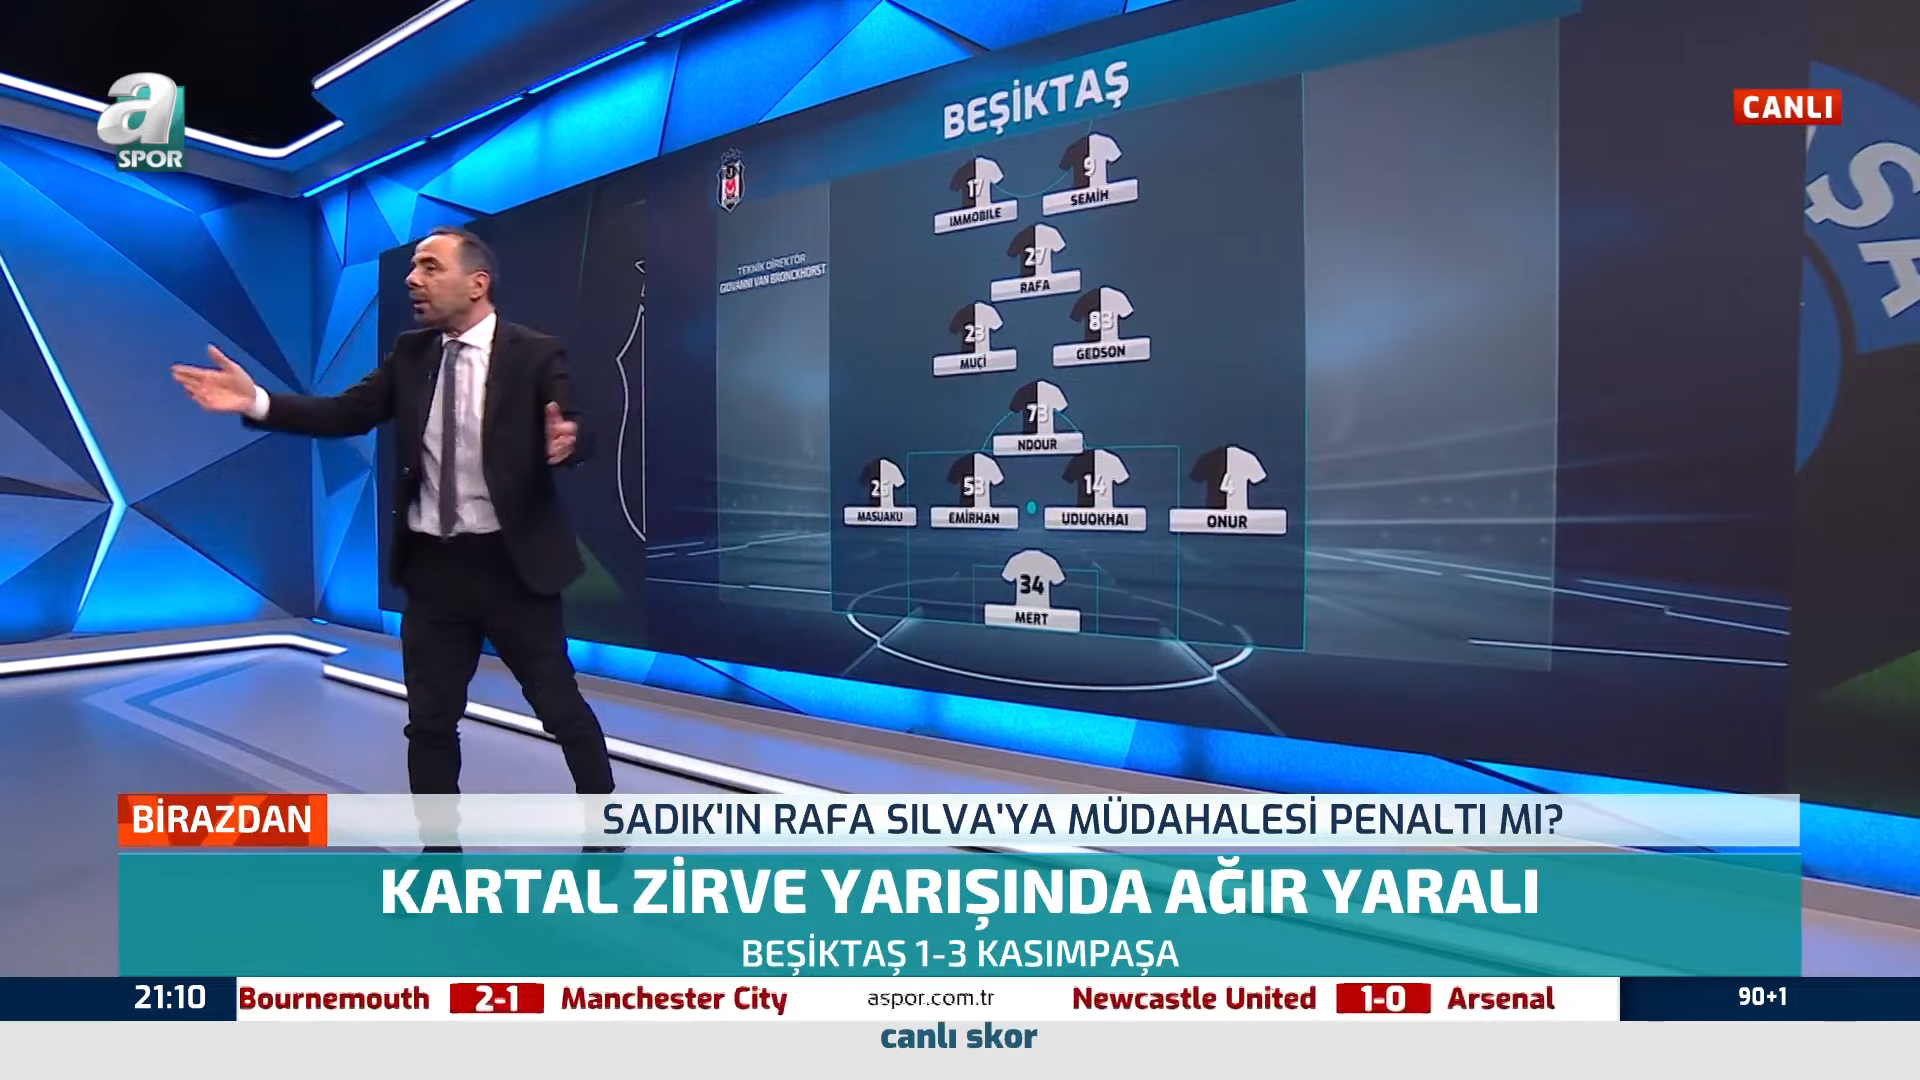 a
SPOR
CANLI
BEŞİKTAŞ
TEKNİK DİREKTÖR
GIOVANNI VAN BRONCKHORST
17
IMMOBILE
9
SEMİH
27
RAFA
23
MUÇİ
83
GEDSON
73
NDOUR
26
MASUAKU
53
EMİRHAN
14
UDUOKHAI
4
ONUR
34
MERT
BİRAZDAN
SADIK'IN RAFA SILVA'YA MÜDAHALESİ PENALTI MI?
KARTAL ZİRVE YARIŞINDA AĞIR YARALI
BEŞİKTAŞ 1-3 KASIMPAŞA
21:10 Bournemouth 2-1 Manchester City aspor.com.tr Newcastle United 1-0 Arsenal 90+1
canlı skor